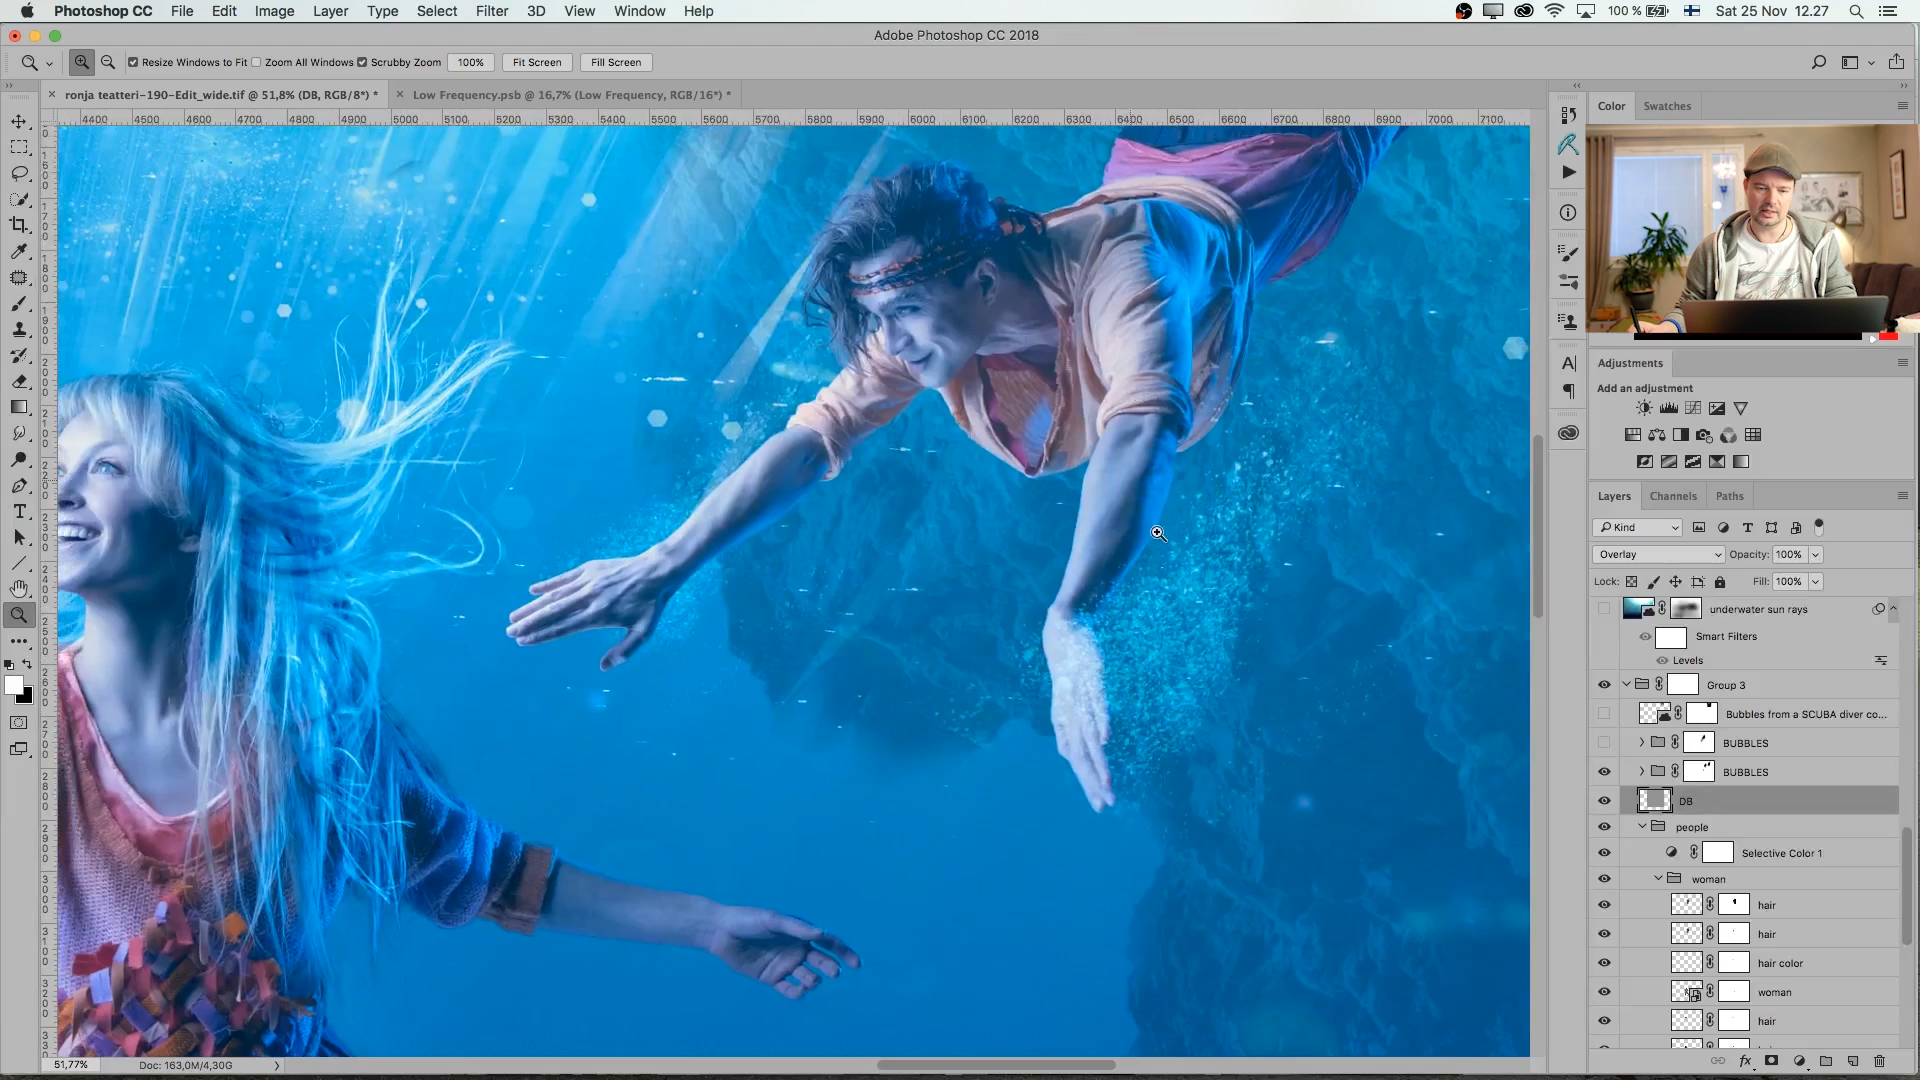 Photoshop CC File Edit Image Layer Type Select Filter 3D View Window Help 100 % Sat 25 Nov 12.27
Adobe Photoshop CC 2018
Resize Windows to Fit Zoom All Windows Scrubby Zoom 100% Fit Screen Fill Screen
ronja teatteri-190-Edit_wide.tif @ 51,8% (DB, RGB/8*) *
Low Frequency.psb @ 16,7% (Low Frequency, RGB/16*) *
4400 4500 4600 4700 4800 4900 5000 5100 5200 5300 5400 5500 5600 5700 5800 5900 6000 6100 6200 6300 6400 6500 6600 6700 6800 6900 7000 7100
Color Swatches
Adjustments
Add an adjustment
Layers Channels Paths
Kind
Overlay Opacity: 100%
Lock: Fill: 100%
underwater sun rays
Smart Filters
Levels
Group 3
Bubbles from a SCUBA diver co...
BUBBLES
BUBBLES
DB
people
Selective Color 1
woman
hair
hair
hair color
woman
hair
51,77% Doc: 163,0M/4,30G